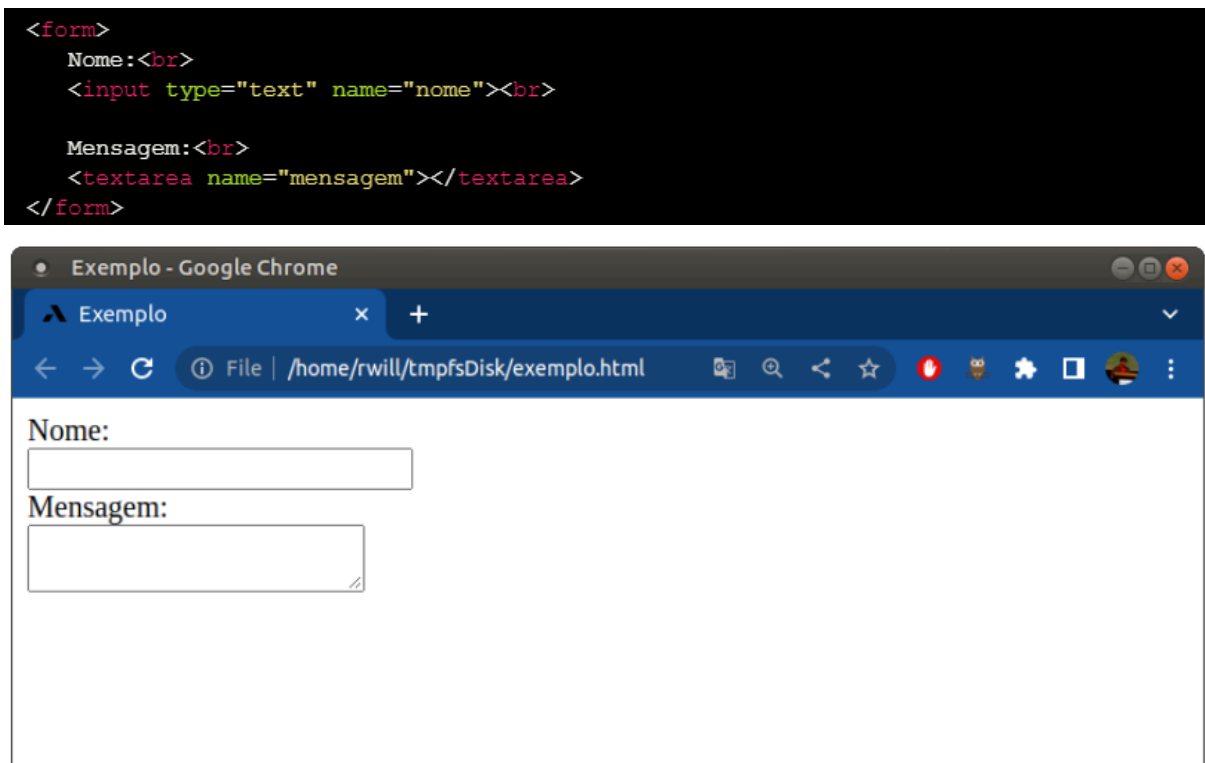 <form>
Nome:<br>
<input type="text" name="nome"><br>
Mensagem:<br>
<textarea name="mensagem"></textarea>
</form>
Exemplo - Google Chrome
Exemplo
File | /home/rwill/tmpfsDisk/exemplo.html
Nome:
Mensagem: